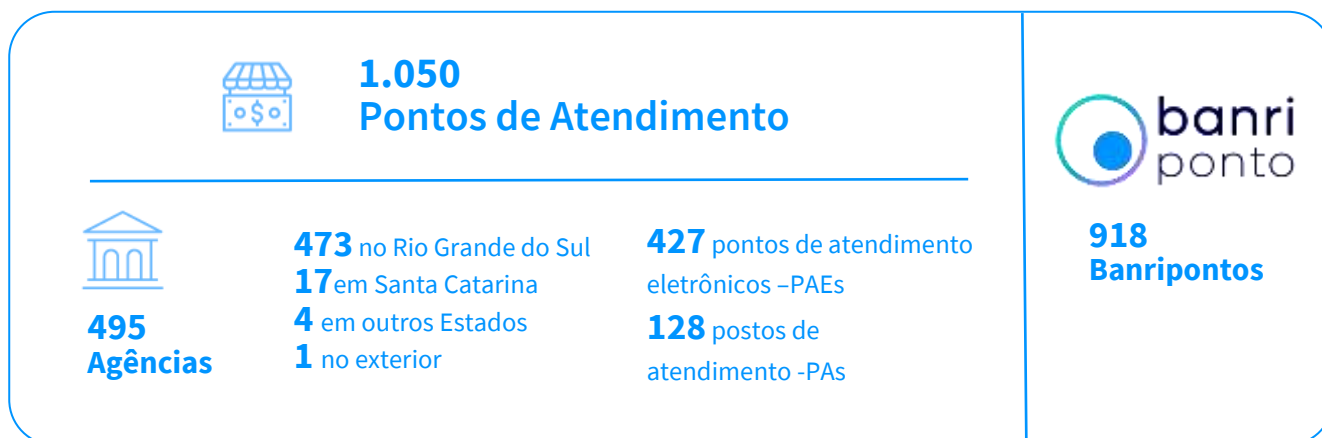 1.050
Pontos de Atendimento
495
Agências
473 no Rio Grande do Sul
17em Santa Catarina
4 em outros Estados
1 no exterior
427 pontos de atendimento
eletrônicos –PAEs
128 postos de
atendimento -PAs
banri
ponto
918
Banripontos